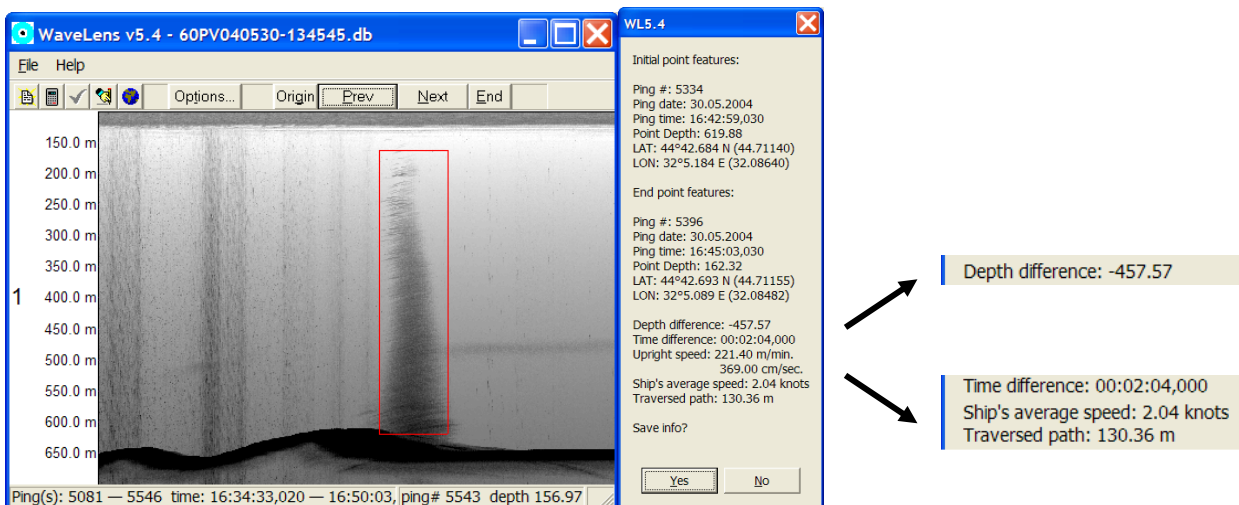 WaveLens v5.4 - 60PV040530-134545.db
File Help
Options... Origin Prev Next End
150.0 m
200.0 m
250.0 m
300.0 m
350.0 m
1
400.0 m
450.0 m
500.0 m
550.0 m
600.0 m
650.0 m
Ping(s): 5081 — 5546 time: 16:34:33,020 — 16:50:03, ping# 5543 depth 156.97
WL5.4
Initial point features:
Ping #: 5334
Ping date: 30.05.2004
Ping time: 16:42:59,030
Point Depth: 619.88
LAT: 44°42.684 N (44.71140)
LON: 32°5.184 E (32.08640)
End point features:
Ping #: 5396
Ping date: 30.05.2004
Ping time: 16:45:03,030
Point Depth: 162.32
LAT: 44°42.693 N (44.71155)
LON: 32°5.089 E (32.08482)
Depth difference: -457.57
Time difference: 00:02:04,000
Upright speed: 221.40 m/min.
369.00 cm/sec.
Ship's average speed: 2.04 knots
Traversed path: 130.36 m
Save info?
Yes No
Depth difference: -457.57
Time difference: 00:02:04,000
Ship's average speed: 2.04 knots
Traversed path: 130.36 m